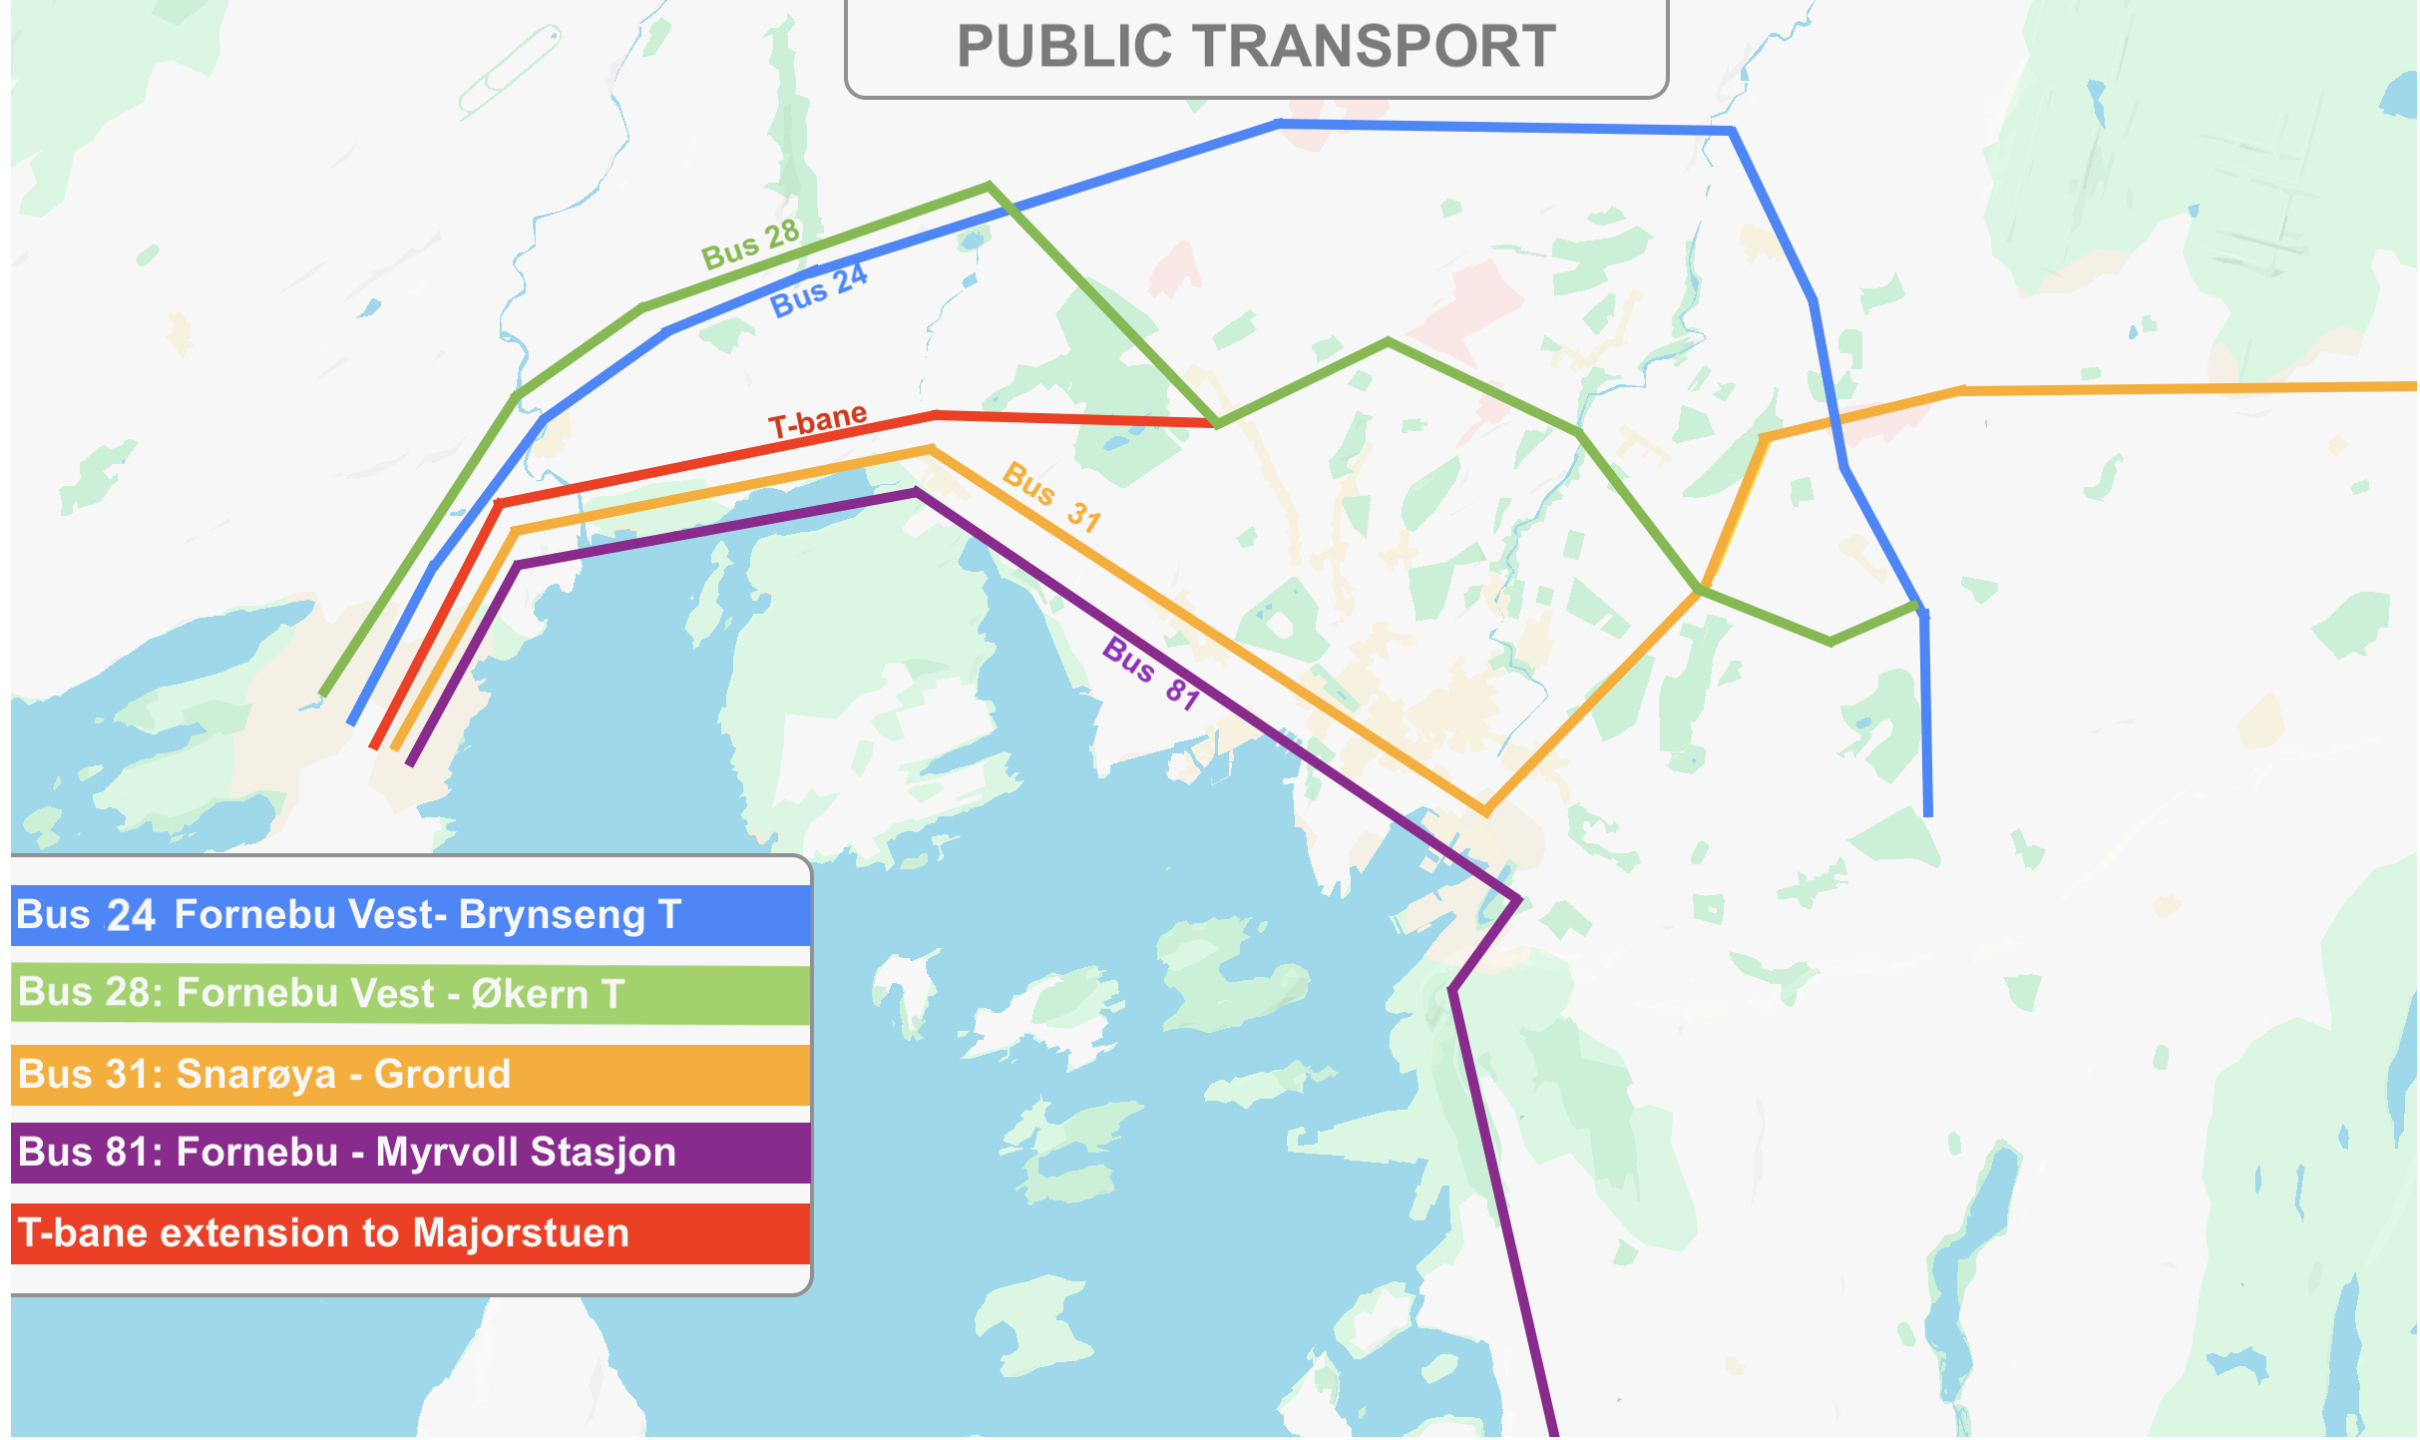 PUBLIC TRANSPORT
Bus 28
Bus 24
T-bane
Bus 31
Bus 81
Bus 24 Fornebu Vest- Brynseng T
Bus 28: Fornebu Vest - Økern T
Bus 31: Snarøya - Grorud
Bus 81: Fornebu - Myrvoll Stasjon
T-bane extension to Majorstuen